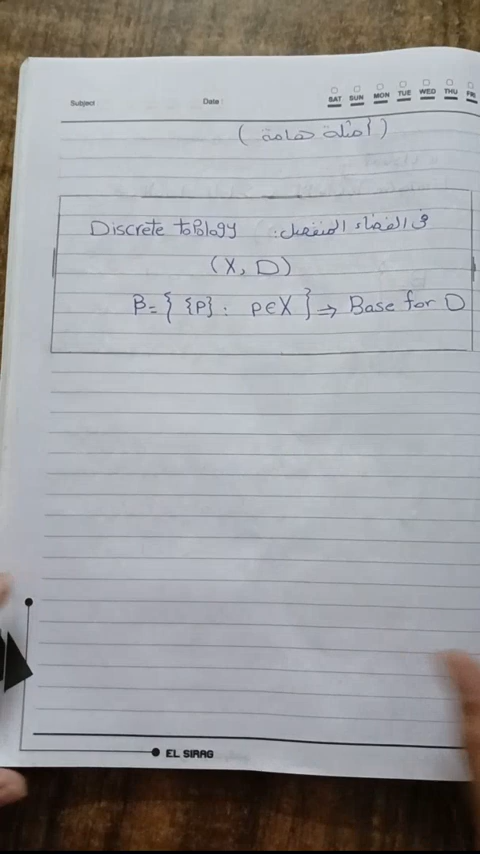 Subject Date : SAT SUN MON TUE WED THU FRI
( أمثلة هامة )
Discrete topology في الفضاء المنفصل:
(X, D)
β = { {P} : P∈X } ⇒ Base for D
EL SIRAG